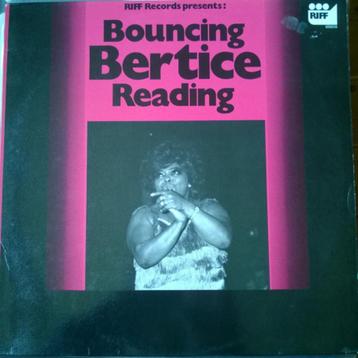 RIFF Records presents:
RIFF
Bouncing
Bertice
Reading